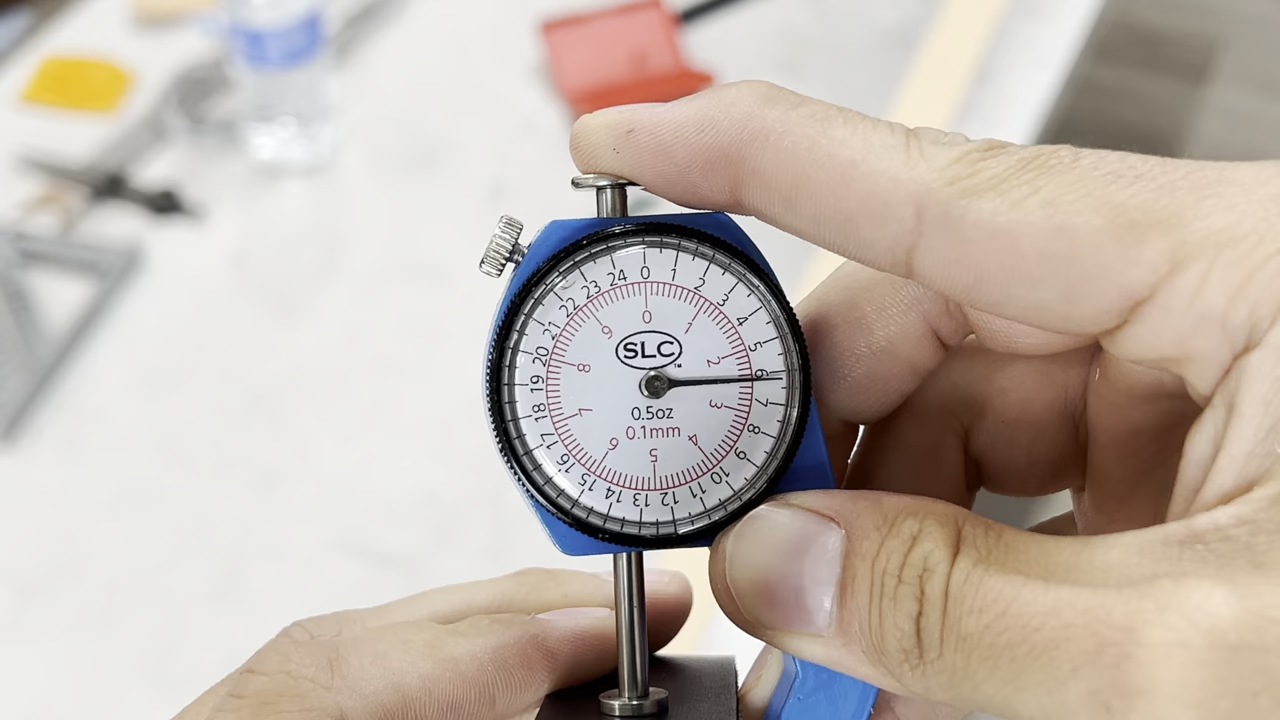 0 1 2 3 4 5 6 7 8 9 10 11 12 13 14 15 16 17 18 19 20 21 22 23 24
0 1 2 3 4 5 6 7 8 9
SLC™
0.5oz
0.1mm